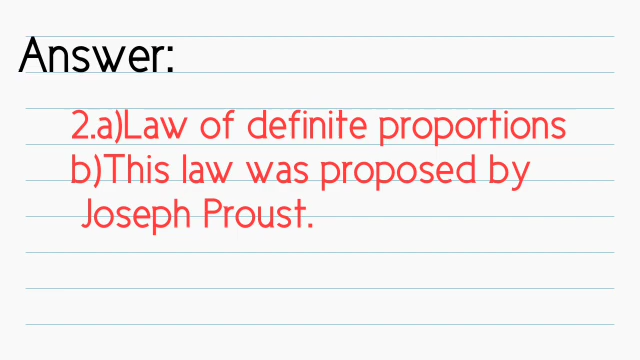 Answer:
2.a)Law of definite proportions
b)This law was proposed by
Joseph Proust.